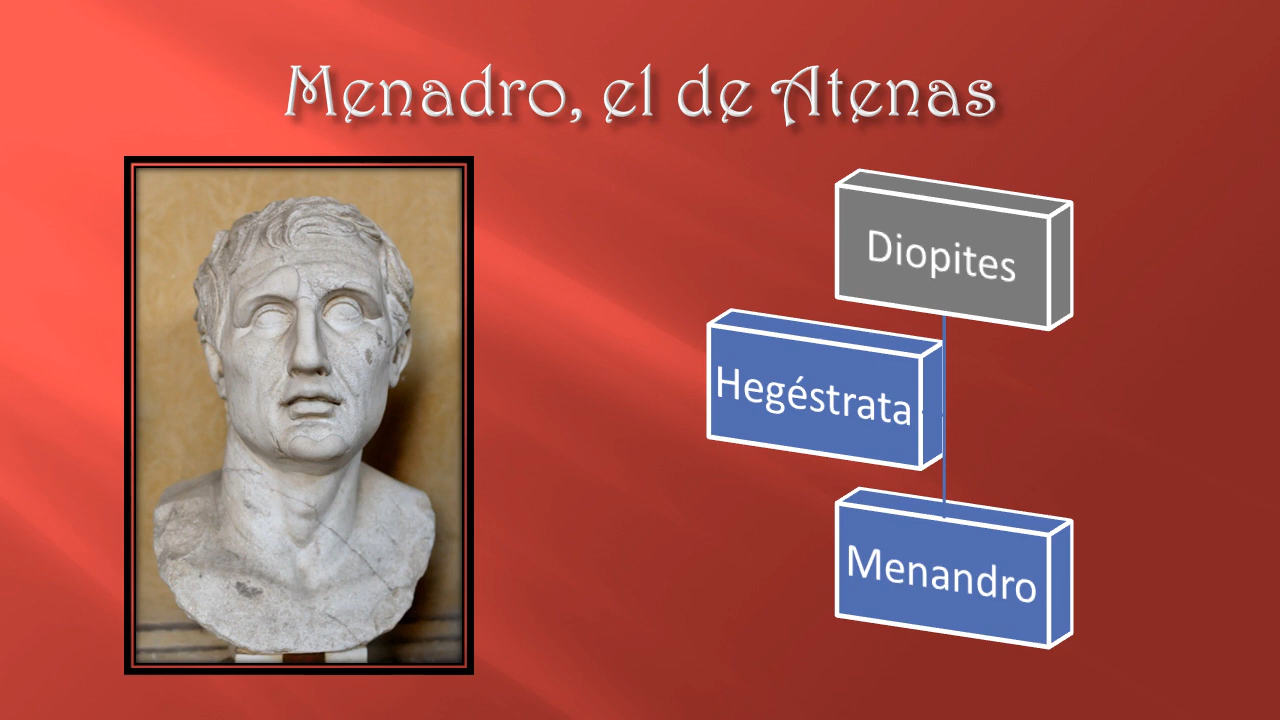 Menadro, el de Atenas
Diopites
Hegéstrata
Menandro